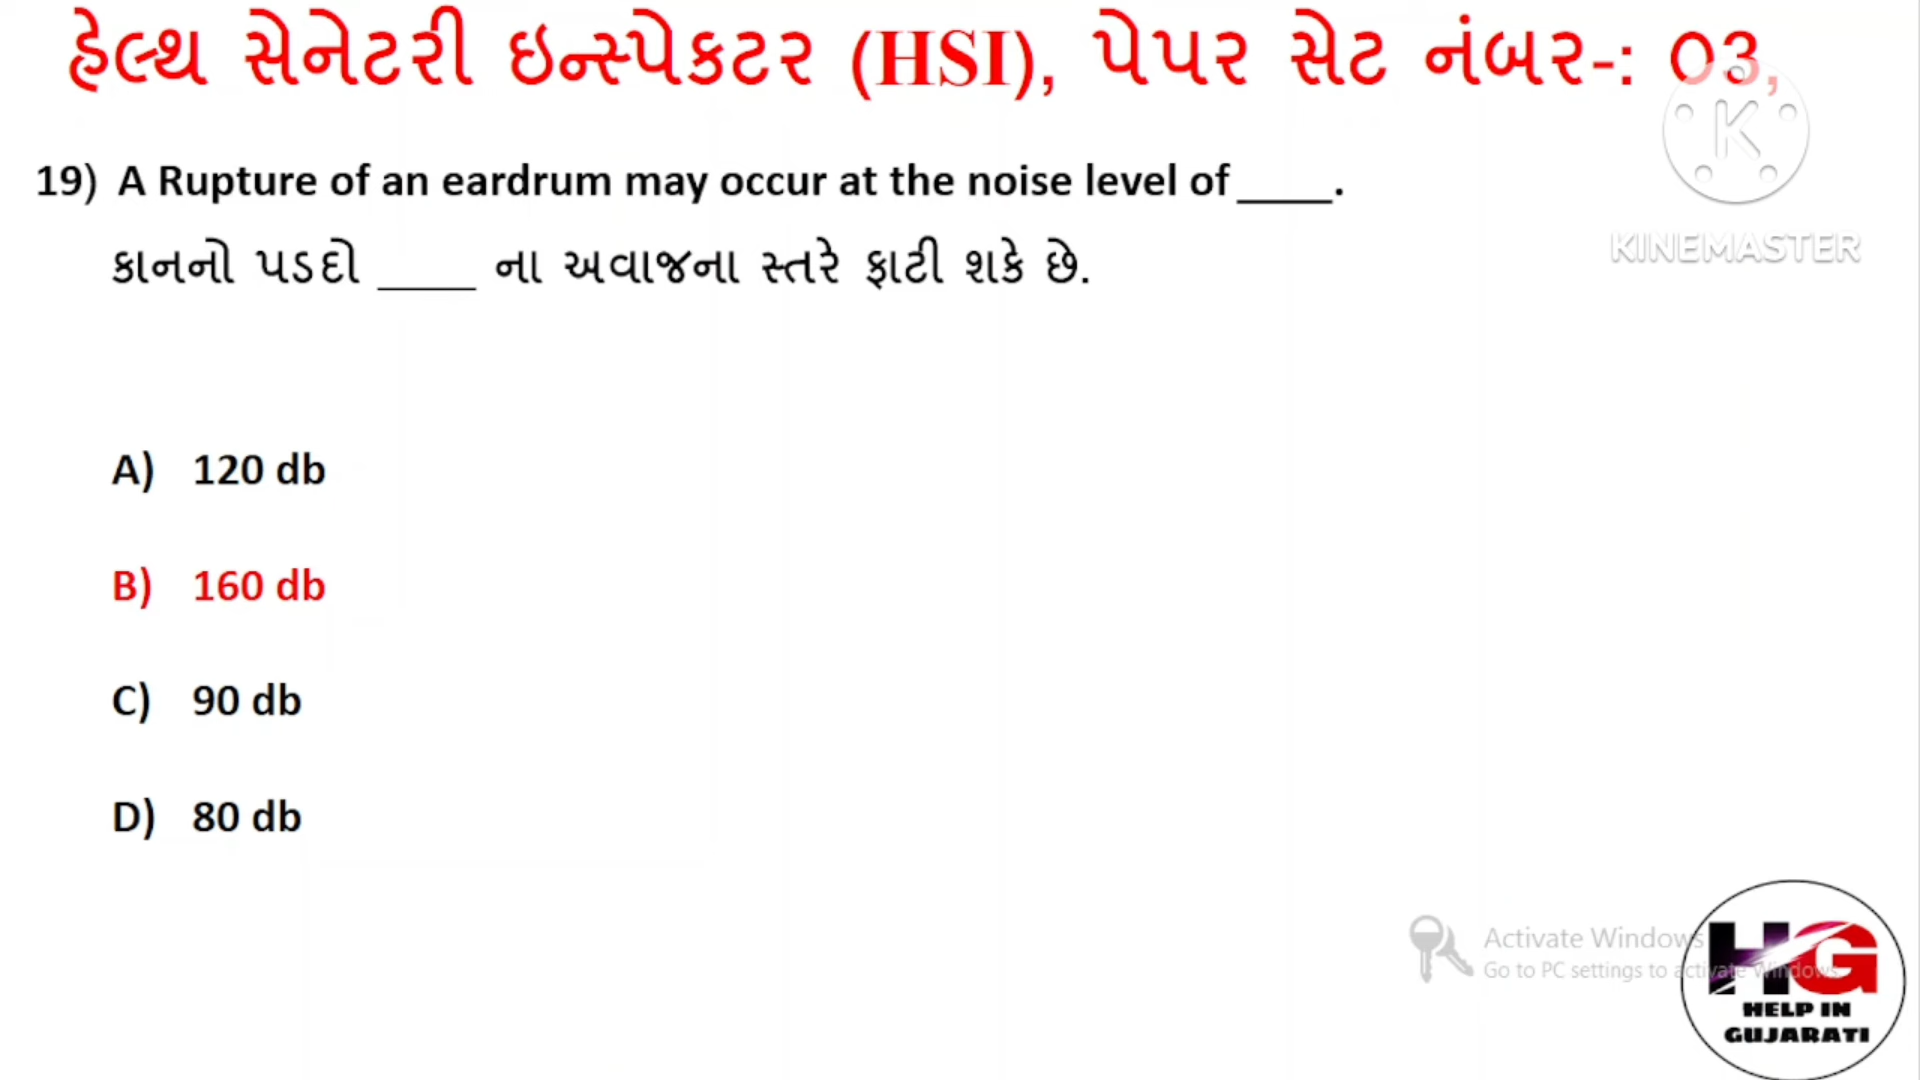 હેલ્થ સેનેટરી ઇન્સ્પેકટર (HSI), પેપર સેટ નંબર-: 03,
K
KINEMASTER
19) A Rupture of an eardrum may occur at the noise level of ____.
કાનનો પડદો ____ ના અવાજના સ્તરે ફાટી શકે છે.
A) 120 db
B) 160 db
C) 90 db
D) 80 db
Activate Windows
Go to PC settings to activate Windows.
HG
HELP IN
GUJARATI